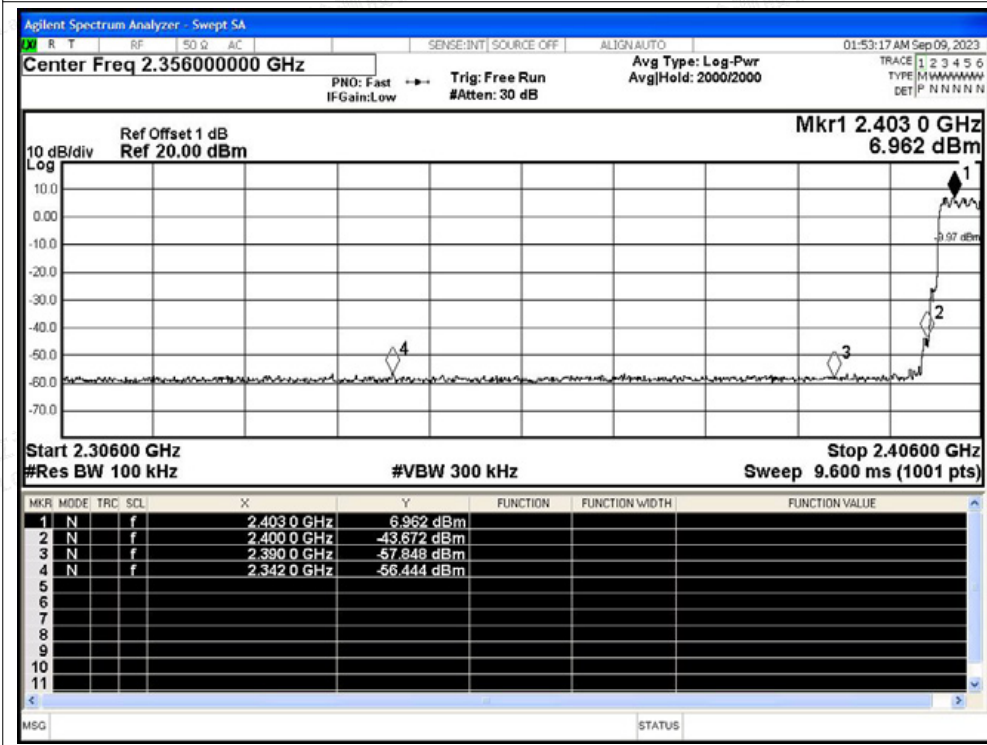 Agilent Spectrum Analyzer - Swept SA
LXI R T RF 50 Ω AC SENSE:INT SOURCE OFF ALIGN AUTO 01:53:17 AM Sep 09, 2023
Center Freq 2.356000000 GHz
PNO: Fast
IFGain:Low
Trig: Free Run
#Atten: 30 dB
Avg Type: Log-Pwr
Avg|Hold: 2000/2000
TRACE 1 2 3 4 5 6
TYPE M W W W W W
DET P N N N N N
Mkr1 2.403 0 GHz
6.962 dBm
Ref Offset 1 dB
10 dB/div Ref 20.00 dBm
Log
1
10.0
0.00
-9.97 dBm
-10.0
-20.0
-30.0
2
-40.0
4
3
-50.0
-60.0
-70.0
Start 2.30600 GHz Stop 2.40600 GHz
#Res BW 100 kHz #VBW 300 kHz Sweep 9.600 ms (1001 pts)
MKR MODE TRC SCL X Y FUNCTION FUNCTION WIDTH FUNCTION VALUE
1 N f 2.403 0 GHz 6.962 dBm
2 N f 2.400 0 GHz -43.672 dBm
3 N f 2.390 0 GHz -57.848 dBm
4 N f 2.342 0 GHz -56.444 dBm
5
6
7
8
9
10
11
MSG STATUS